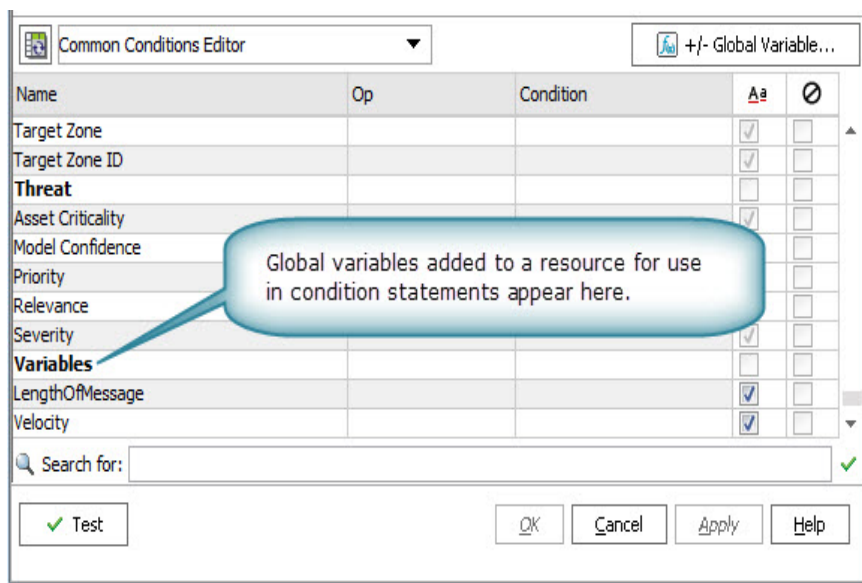 Common Conditions Editor
+/- Global Variable...
Name Op Condition Aa
Target Zone
Target Zone ID
Threat
Asset Criticality
Model Confidence
Priority
Relevance
Severity
Global variables added to a resource for use
in condition statements appear here.
Variables
LengthOfMessage
Velocity
Search for:
Test OK Cancel Apply Help